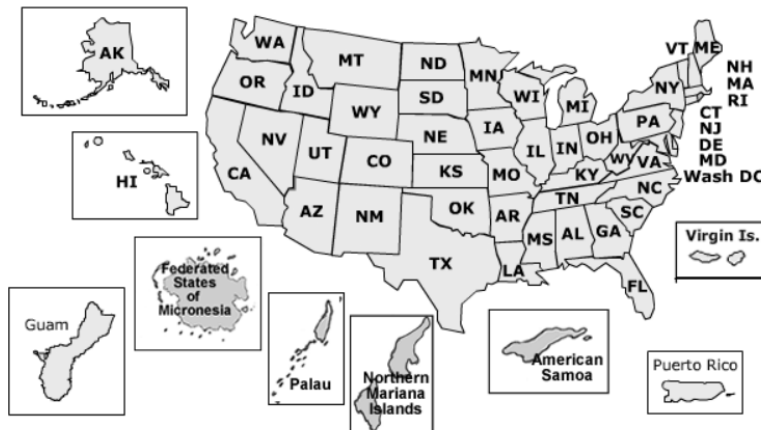 AK
WA
MT
ND
MN
VT
ME
NH
MA
RI
OR
ID
WY
SD
WI
MI
NY
CT
NJ
DE
MD
Wash DC
NV
UT
CO
NE
IA
IL
IN
OH
PA
WV
VA
HI
CA
KS
MO
KY
NC
AZ
NM
OK
AR
TN
SC
MS
AL
GA
TX
LA
FL
Virgin Is.
Federated
States
of
Micronesia
Guam
Palau
Northern
Mariana
Islands
American
Samoa
Puerto Rico